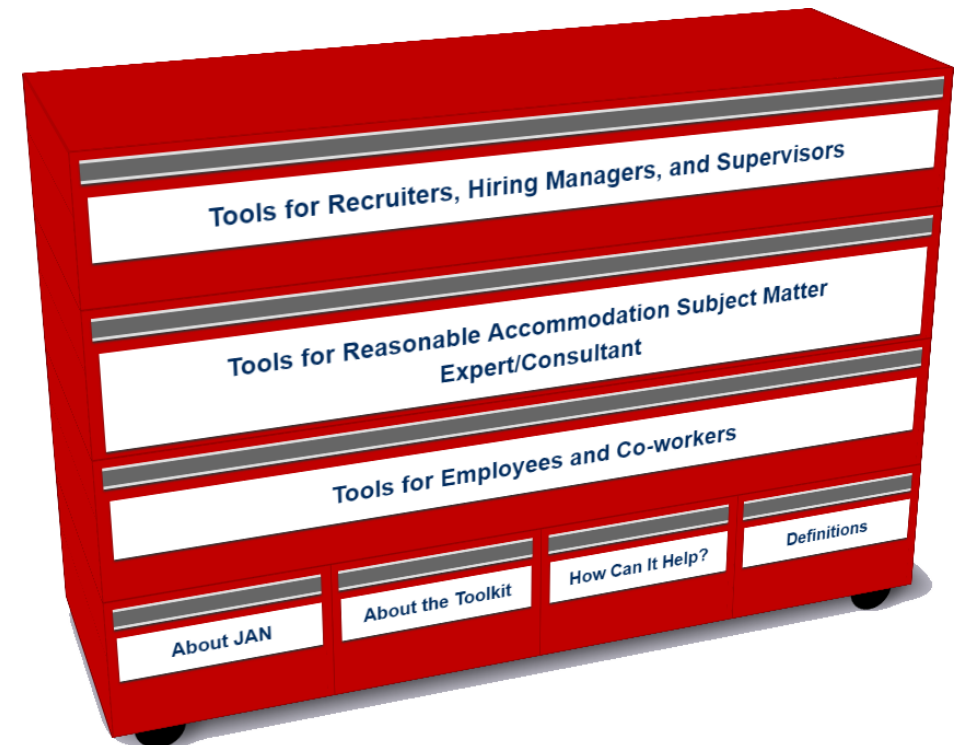 Tools for Recruiters, Hiring Managers, and Supervisors
Tools for Reasonable Accommodation Subject Matter
Expert/Consultant
Tools for Employees and Co-workers
About JAN
About the Toolkit
How Can It Help?
Definitions